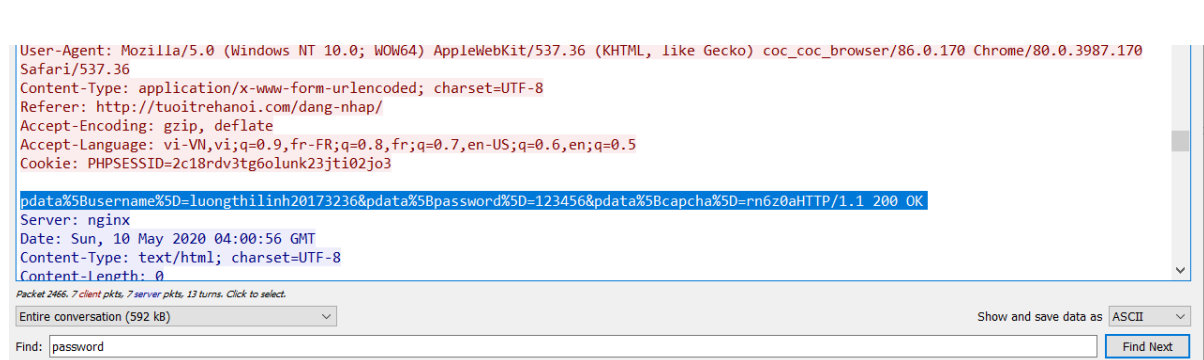 User-Agent: Mozilla/5.0 (Windows NT 10.0; WOW64) AppleWebKit/537.36 (KHTML, like Gecko) coc_coc_browser/86.0.170 Chrome/80.0.3987.170
Safari/537.36
Content-Type: application/x-www-form-urlencoded; charset=UTF-8
Referer: http://tuoitrehanoi.com/dang-nhap/
Accept-Encoding: gzip, deflate
Accept-Language: vi-VN,vi;q=0.9,fr-FR;q=0.8,fr;q=0.7,en-US;q=0.6,en;q=0.5
Cookie: PHPSESSID=2c18rdv3tg6olunk23jti02jo3
pdata%5Busername%5D=luongthilinh20173236&pdata%5Bpassword%5D=123456&pdata%5Bcapcha%5D=rn6z0aHTTP/1.1 200 OK
Server: nginx
Date: Sun, 10 May 2020 04:00:56 GMT
Content-Type: text/html; charset=UTF-8
Content-Length: 0
Packet 2466. 7 client pkts, 7 server pkts, 13 turns. Click to select.
Entire conversation (592 kB) Show and save data as ASCII
Find: password Find Next